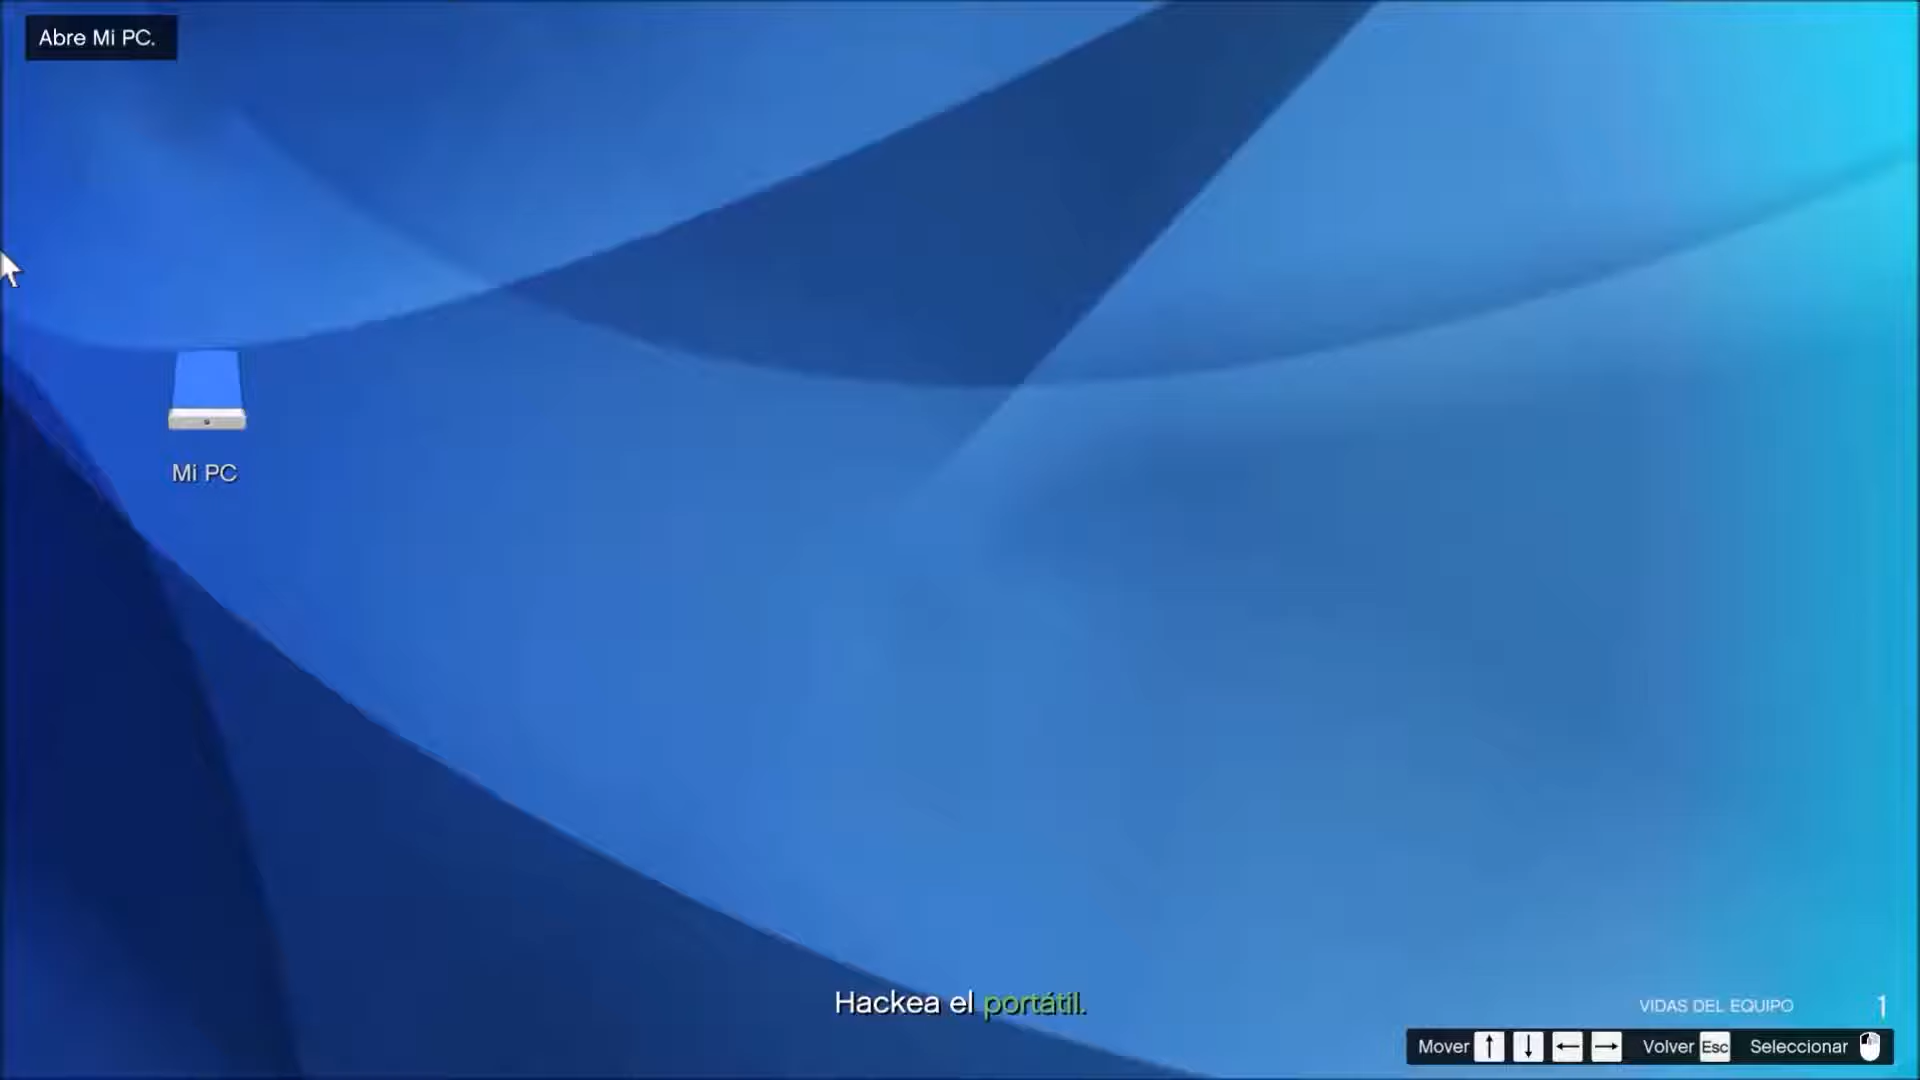 Abre Mi PC.
Mi PC
Hackea el portátil.
VIDAS DEL EQUIPO 1
Mover ↑ ↓ ← → Volver Esc Seleccionar